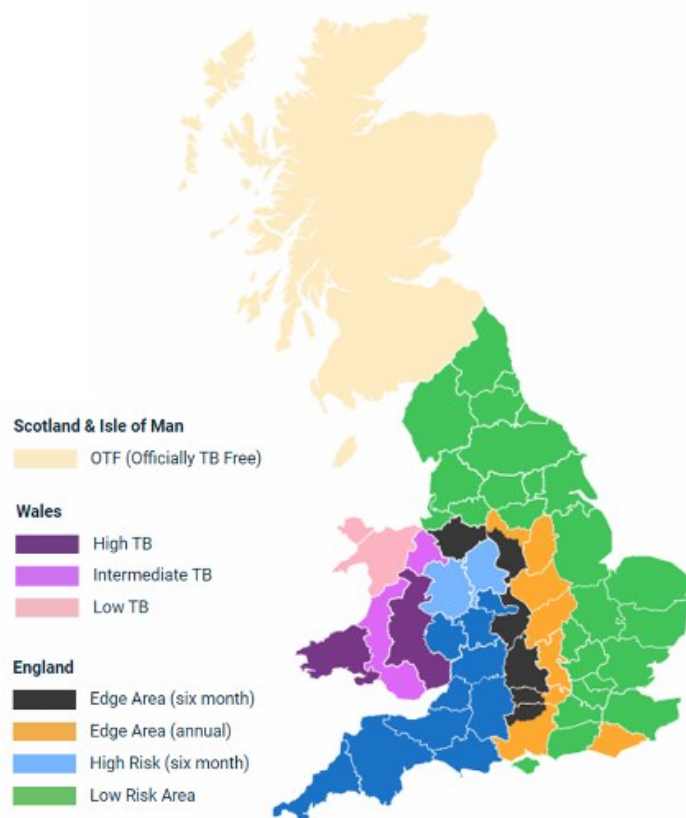 Scotland & Isle of Man
OTF (Officially TB Free)
Wales
High TB
Intermediate TB
Low TB
England
Edge Area (six month)
Edge Area (annual)
High Risk (six month)
Low Risk Area